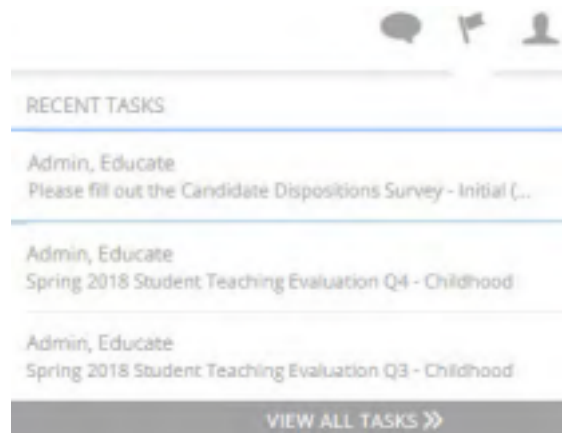 RECENT TASKS
Admin, Educate
Please fill out the Candidate Dispositions Survey - Initial (...
Admin, Educate
Spring 2018 Student Teaching Evaluation Q4 - Childhood
Admin, Educate
Spring 2018 Student Teaching Evaluation Q3 - Childhood
VIEW ALL TASKS »